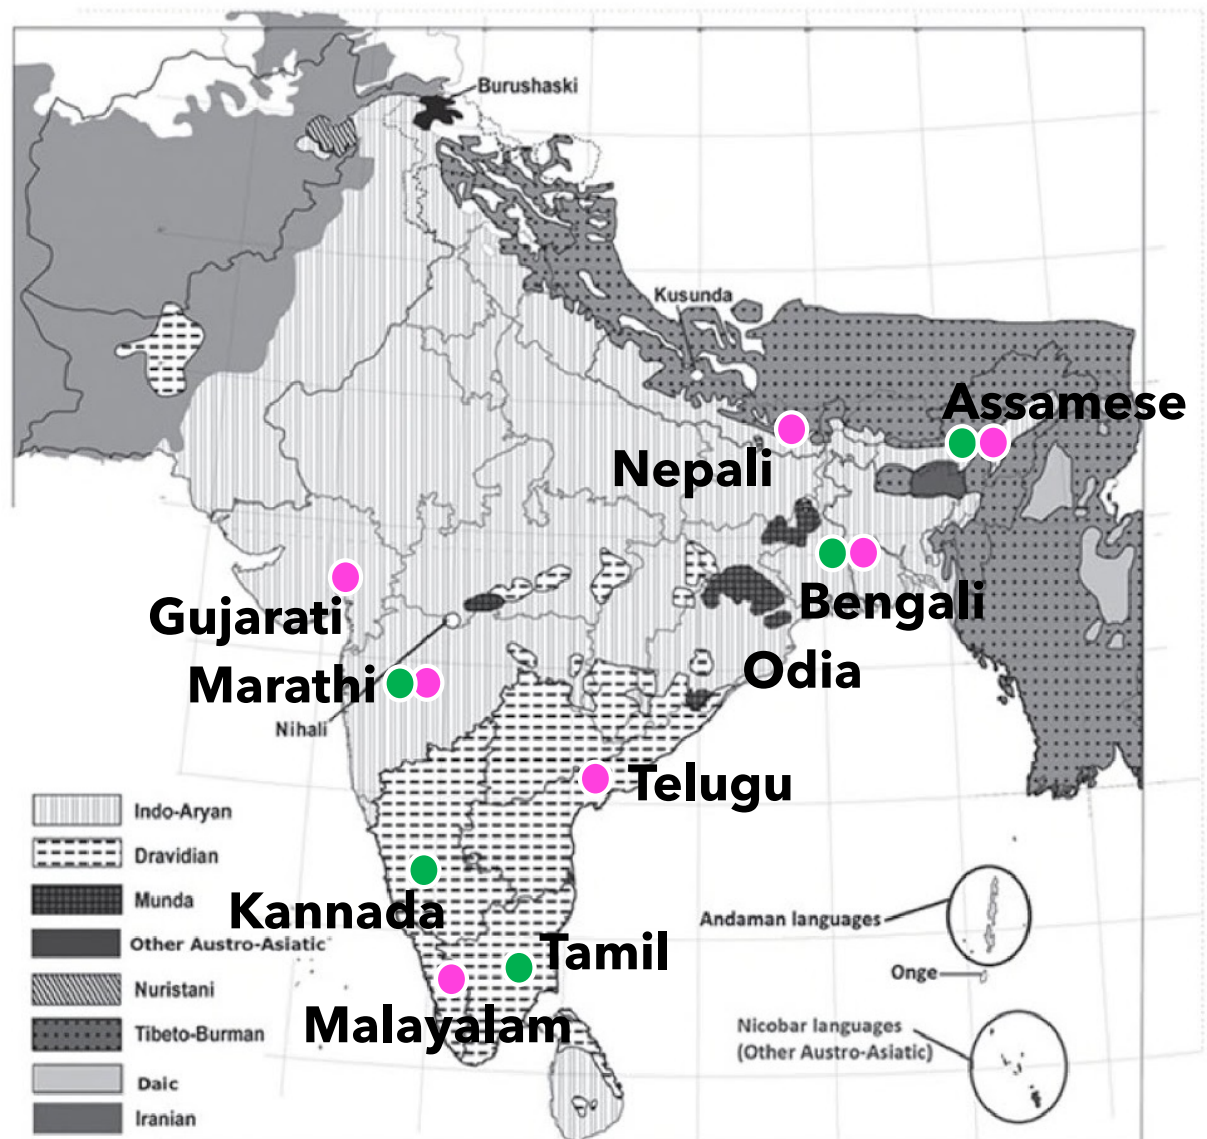 Burushaski
Kusunda
Assamese
Nepali
Gujarati
Bengali
Marathi
Odia
Nihali
Telugu
Kannada
Tamil
Malayalam
Indo-Aryan
Dravidian
Munda
Other Austro-Asiatic
Nuristani
Tibeto-Burman
Daic
Iranian
Andaman languages
Onge
Nicobar languages
(Other Austro-Asiatic)